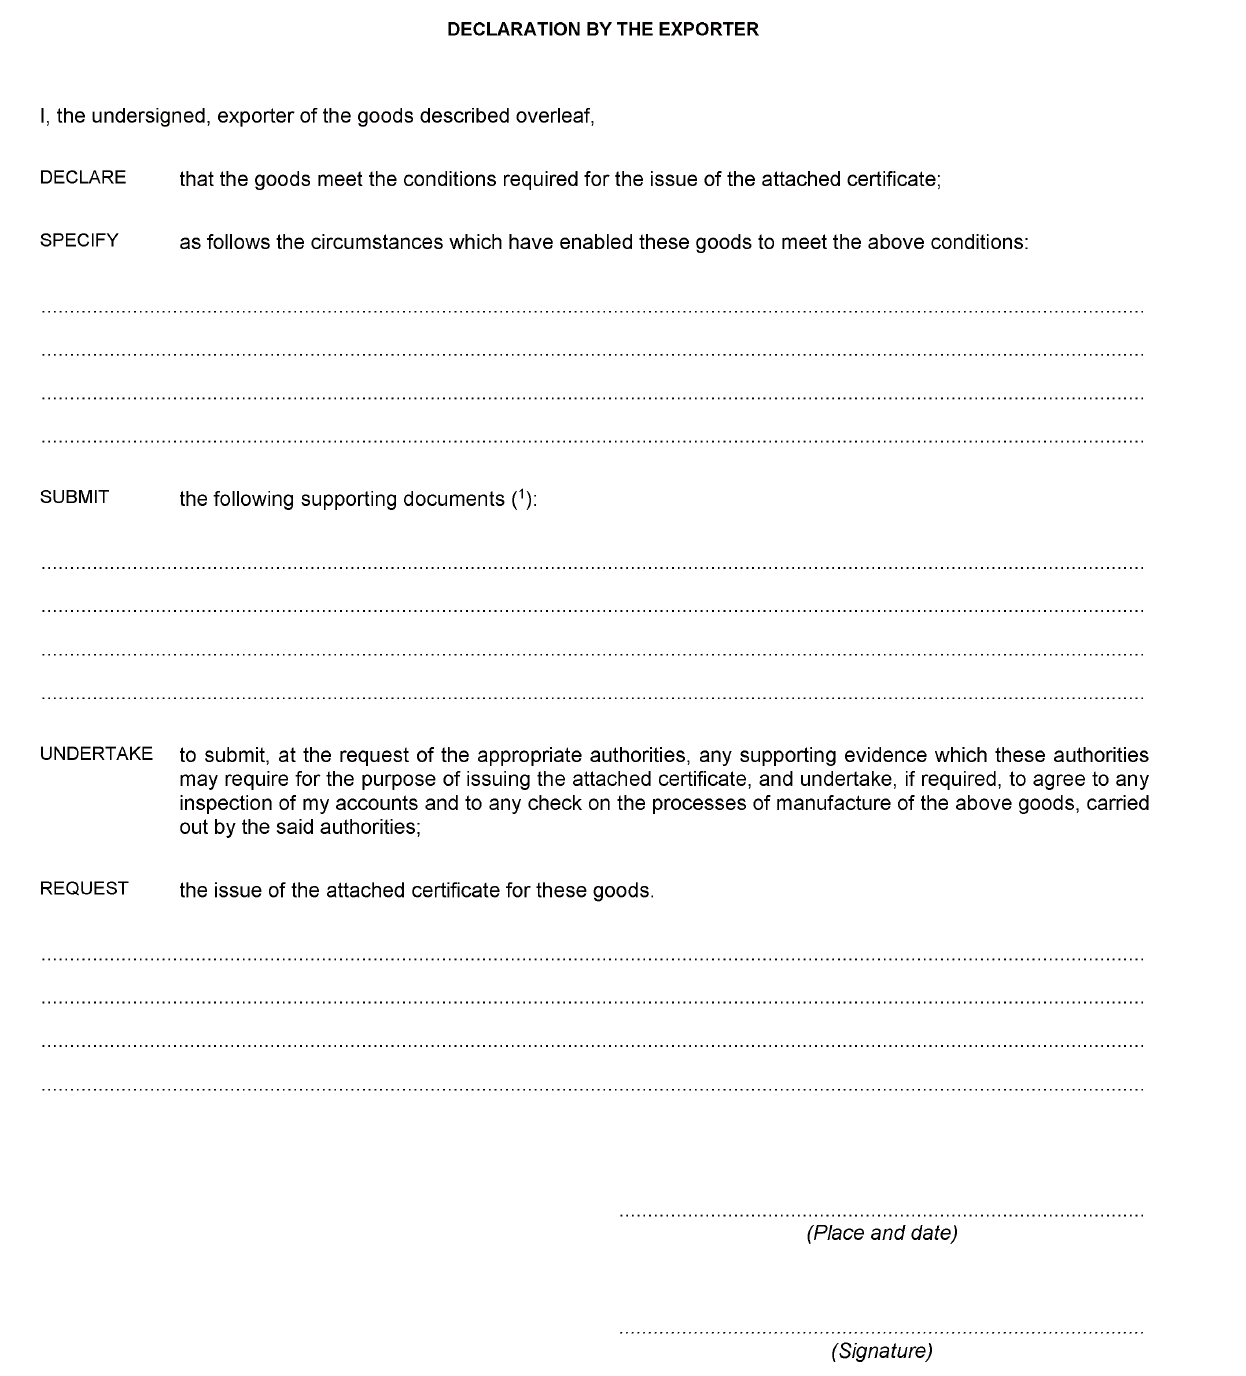 DECLARATION BY THE EXPORTER
I, the undersigned, exporter of the goods described overleaf,
DECLARE that the goods meet the conditions required for the issue of the attached certificate;
SPECIFY as follows the circumstances which have enabled these goods to meet the above conditions:
SUBMIT the following supporting documents (¹):
UNDERTAKE to submit, at the request of the appropriate authorities, any supporting evidence which these authorities
may require for the purpose of issuing the attached certificate, and undertake, if required, to agree to any
inspection of my accounts and to any check on the processes of manufacture of the above goods, carried
out by the said authorities;
REQUEST the issue of the attached certificate for these goods.
(Place and date)
(Signature)